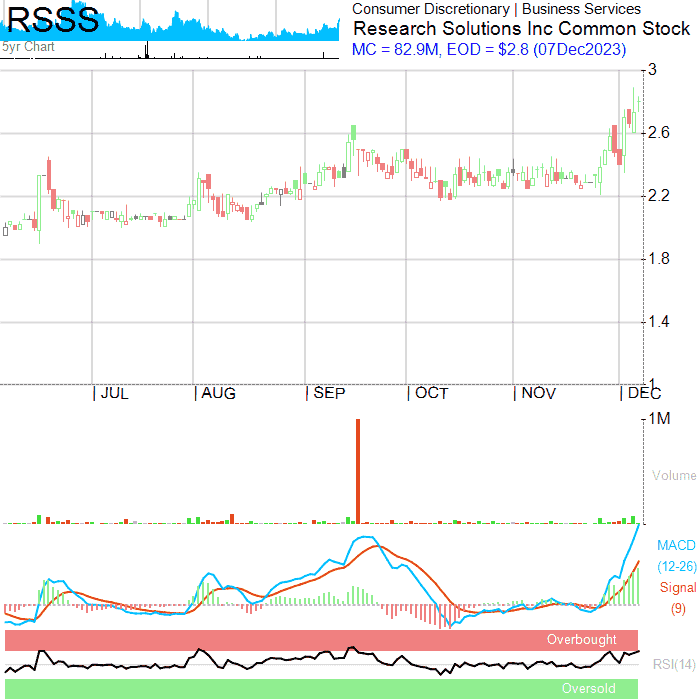 RSSS
5yr Chart
Consumer Discretionary | Business Services
Research Solutions Inc Common Stock
MC = 82.9M, EOD = $2.8 (07Dec2023)
3
2.6
2.2
1.8
1.4
1
JUL AUG SEP OCT NOV DEC
1M
Volume
MACD
(12-26)
Signal
(9)
Overbought
RSI(14)
Oversold